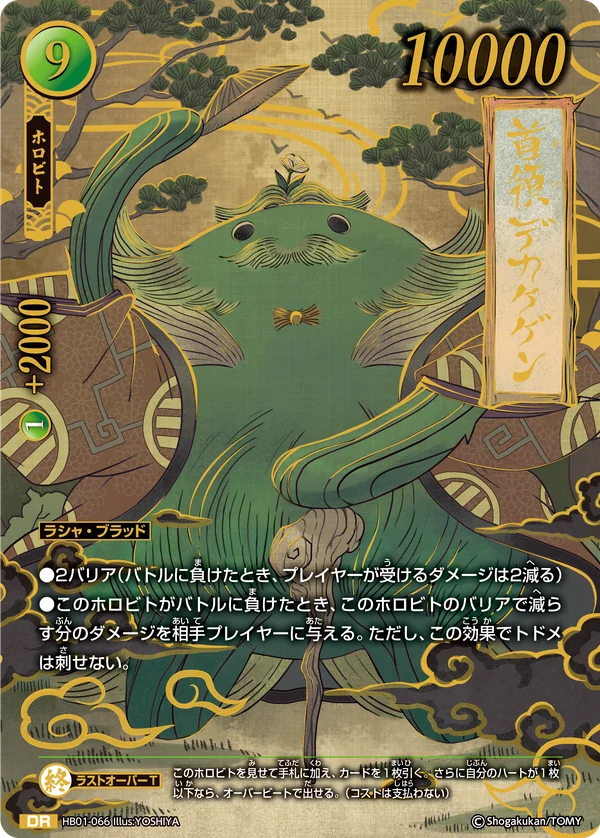 9
10000
ホロビト
首領デカケゲン
+2000
1
ラシャ・ブラッド
●2バリア(バトルに負けたとき、プレイヤーが受けるダメージは2減る)
●このホロビトがバトルに負けたとき、このホロビトのバリアで減ら
す分のダメージを相手プレイヤーに与える。ただし、この効果でトドメ
は刺せない。
終 ラストオーバーT
このホロビトを見せて手札に加え、カードを1枚引く。さらに自分のハートが1枚
以下なら、オーバービートで出せる。(コストは支払わない)
DR HB01-066 Illus:YOSHIYA
© Shogakukan/TOMY